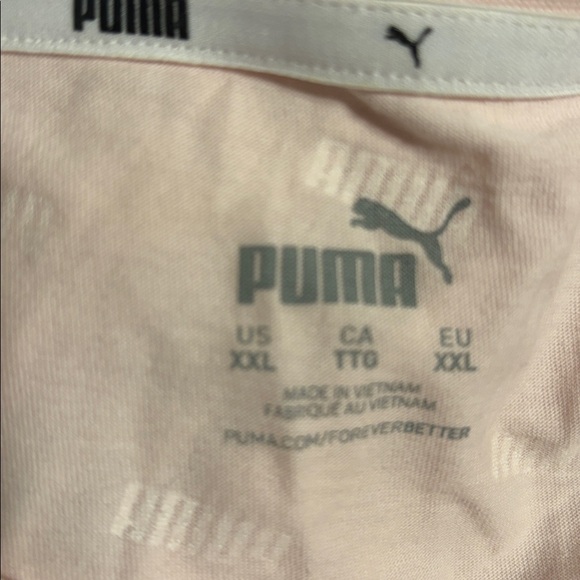 PUMA
PUMA
US CA EU
XXL TTG XXL
MADE IN VIETNAM
FABRIQUÉ AU VIETNAM
PUMA.COM/FOREVERBETTER